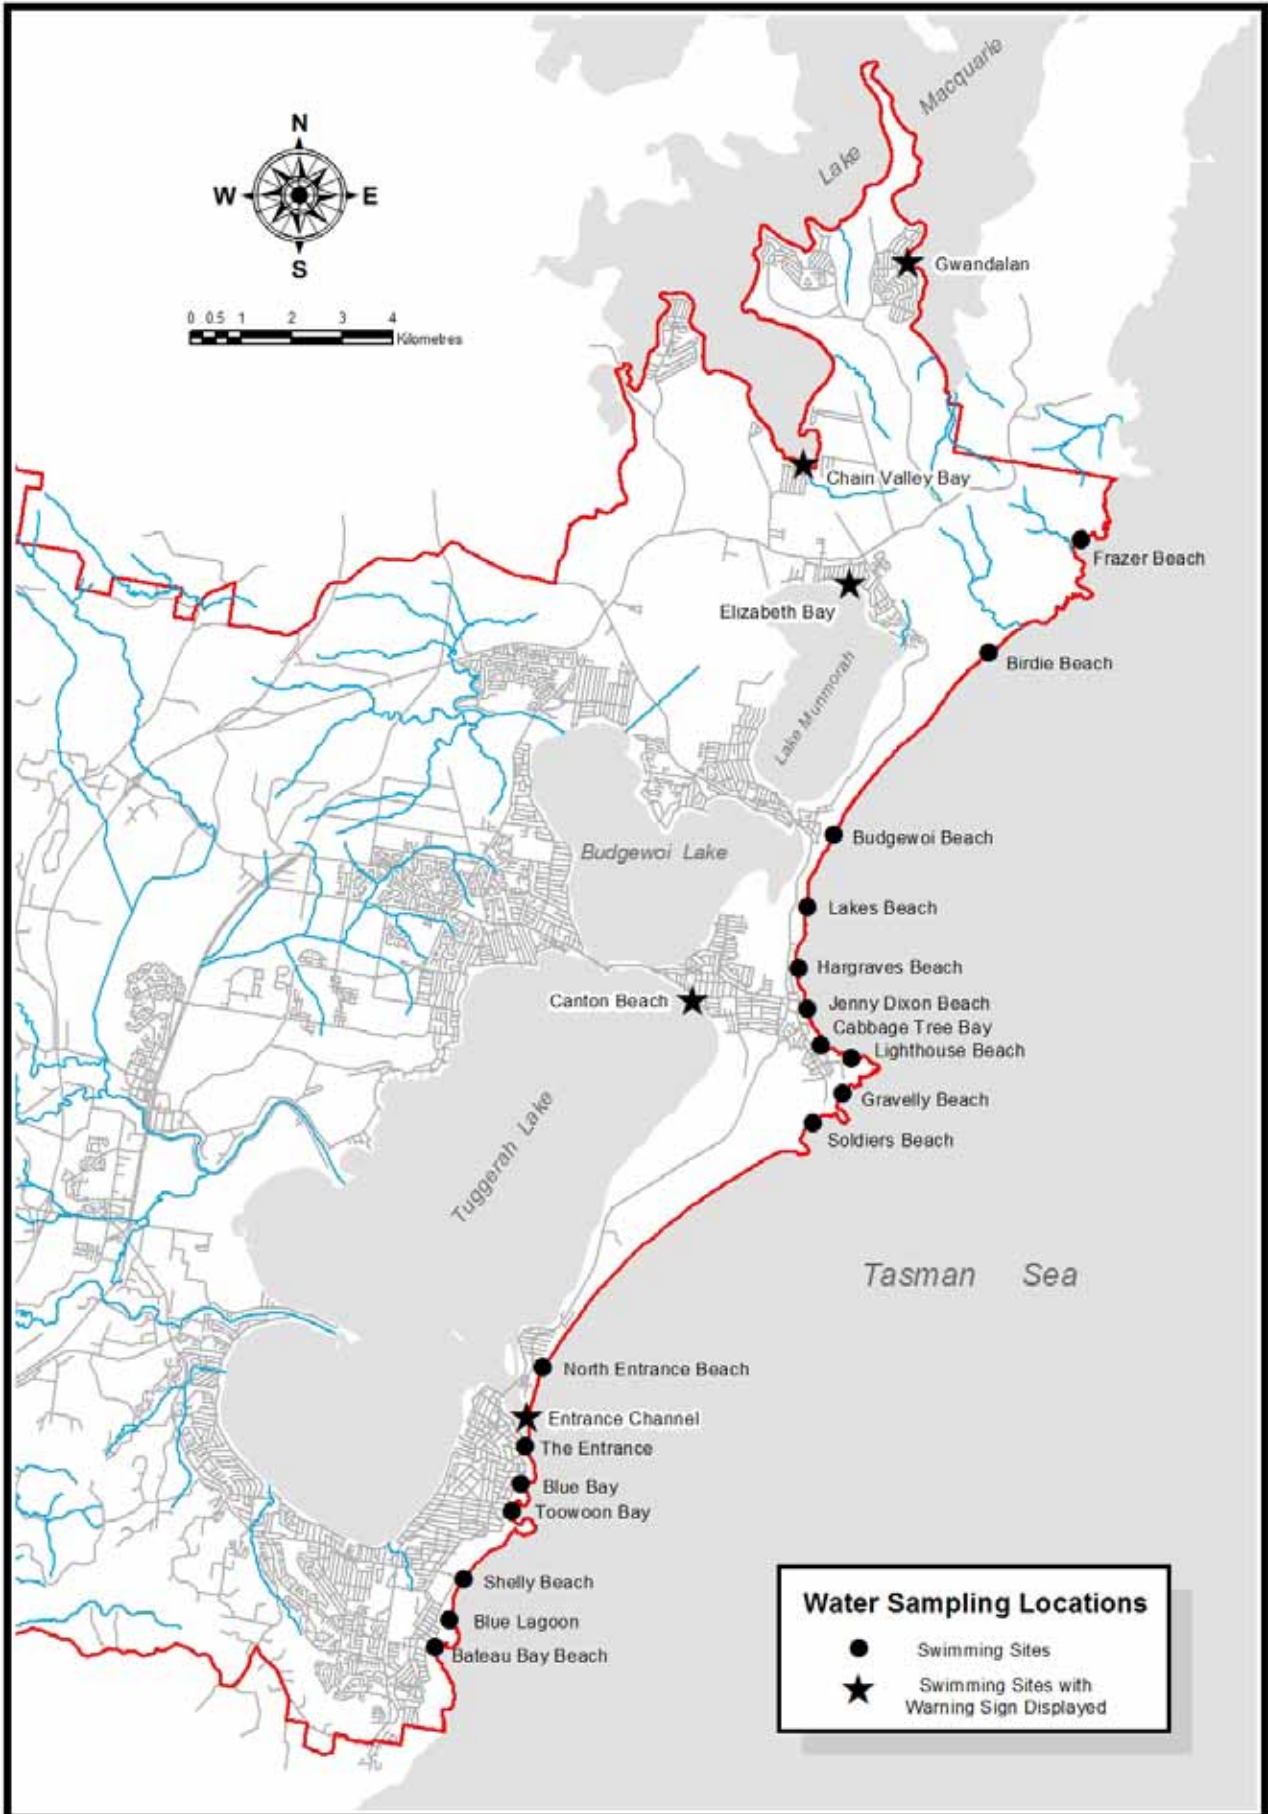 Lake Macquarie
N
W E
S
0 0.5 1 2 3 4
Kilometres
Gwandalan
Chain Valley Bay
Frazer Beach
Elizabeth Bay
Birdie Beach
Lake Munmorah
Budgewoi Beach
Budgewoi Lake
Lakes Beach
Hargraves Beach
Canton Beach
Jenny Dixon Beach
Cabbage Tree Bay
Lighthouse Beach
Gravelly Beach
Soldiers Beach
Tuggerah Lake
Tasman Sea
North Entrance Beach
Entrance Channel
The Entrance
Blue Bay
Toowoon Bay
Shelly Beach
Blue Lagoon
Bateau Bay Beach
Water Sampling Locations
Swimming Sites
Swimming Sites with
Warning Sign Displayed